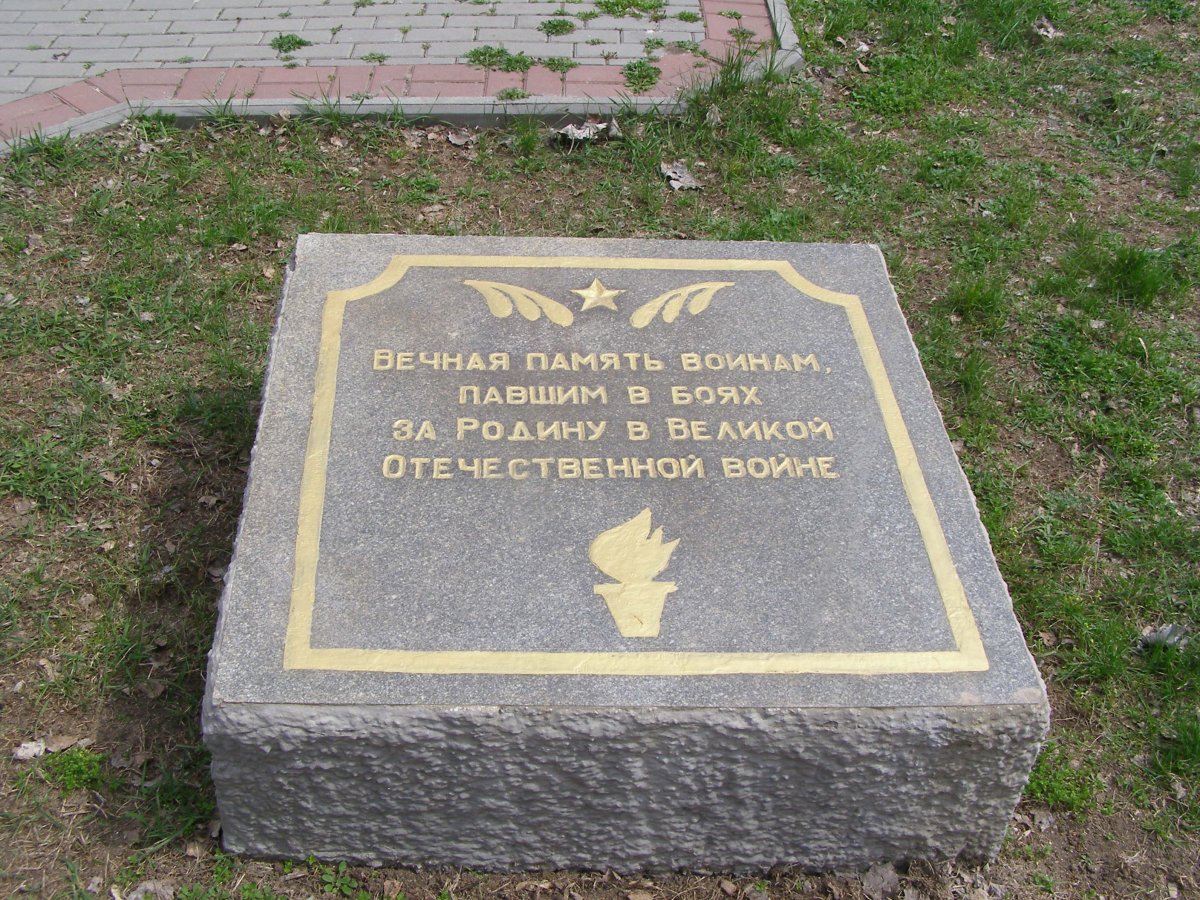 Вечная память воинам,
павшим в боях
за Родину в Великой
Отечественной войне